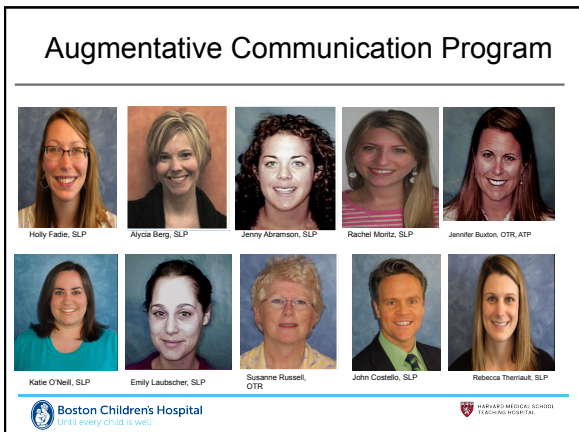 Augmentative Communication Program
Holly Fadie, SLP
Alycia Berg, SLP
Jenny Abramson, SLP
Rachel Moritz, SLP
Jennifer Buxton, OTR, ATP
Katie O'Neill, SLP
Emily Laubscher, SLP
Susanne Russell,
OTR
John Costello, SLP
Rebecca Therriault, SLP
Boston Children's Hospital
Until every child is well
HARVARD MEDICAL SCHOOL
TEACHING HOSPITAL